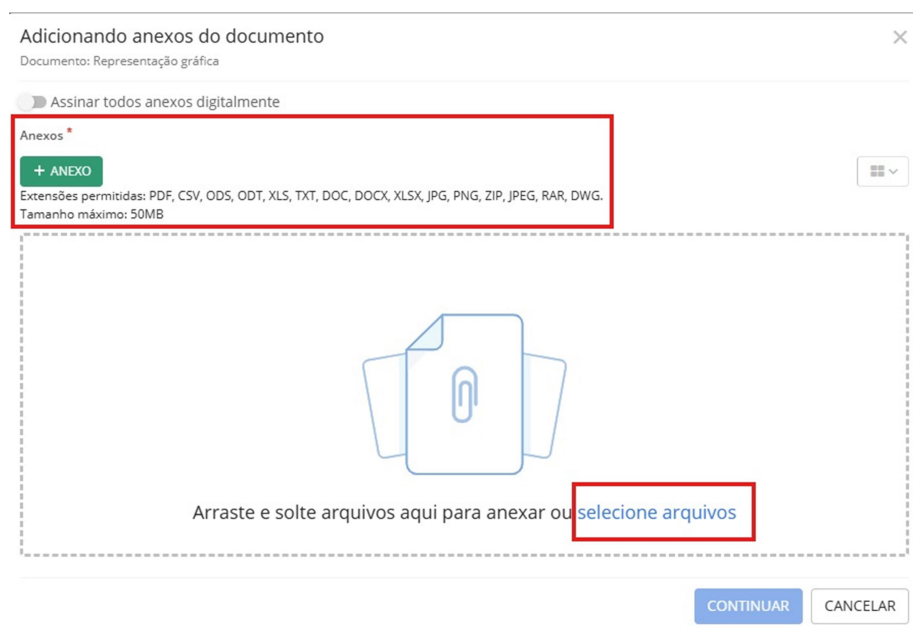 Adicionando anexos do documento
Documento: Representação gráfica
Assinar todos anexos digitalmente
Anexos *
+ ANEXO
Extensões permitidas: PDF, CSV, ODS, ODT, XLS, TXT, DOC, DOCX, XLSX, JPG, PNG, ZIP, JPEG, RAR, DWG.
Tamanho máximo: 50MB
Arraste e solte arquivos aqui para anexar ou selecione arquivos
CONTINUAR
CANCELAR